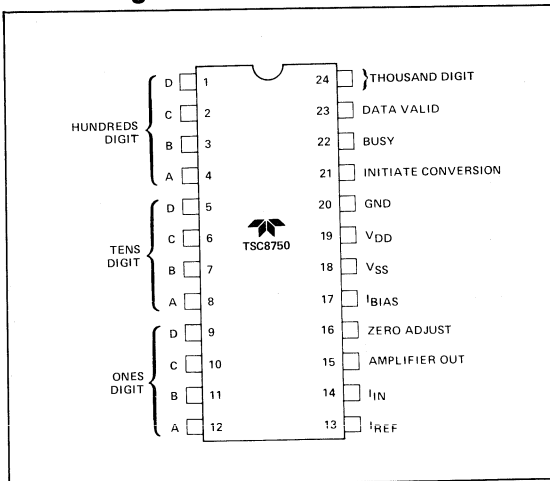 D 1
C 2
B 3
A 4
HUNDREDS
DIGIT
D 5
C 6
B 7
A 8
TENS
DIGIT
D 9
C 10
B 11
A 12
ONES
DIGIT
TSC8750
24 THOUSAND DIGIT
23 DATA VALID
22 BUSY
21 INITIATE CONVERSION
20 GND
19 VDD
18 VSS
17 IBIAS
16 ZERO ADJUST
15 AMPLIFIER OUT
14 IIN
13 IREF